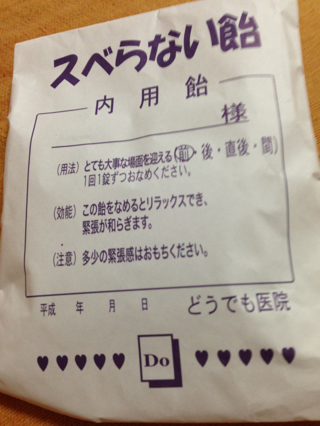 スベらない飴
内用飴
様
(用法) とても大事な場面を迎える(前・後・直後・間)
1回1錠ずつおなめください。
(効能) この飴をなめるとリラックスでき、
緊張が和らぎます。
(注意) 多少の緊張感はおもちください。
平成 年 月 日 どうでも医院
♥♥♥♥♥ Do ♥♥♥♥♥